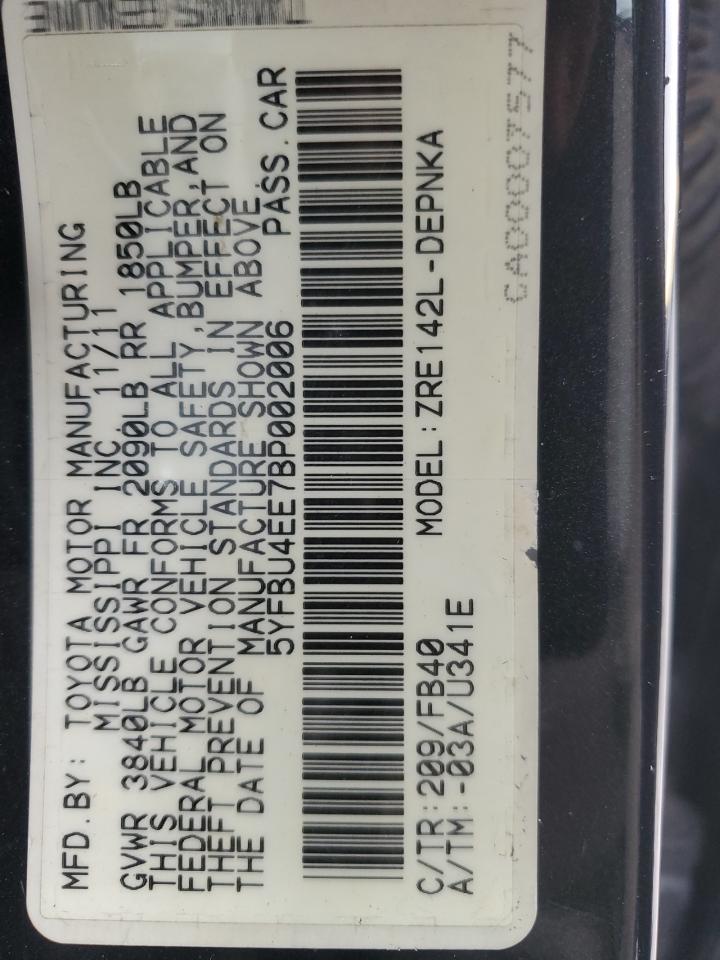 MFD.BY: TOYOTA MOTOR MANUFACTURING
MISSISSIPPI INC 11/11
GVWR 3840LB GAWR FR 2090LB RR 1850LB
THIS VEHICLE CONFORMS TO ALL APPLICABLE
FEDERAL MOTOR VEHICLE SAFETY,BUMPER,AND
THEFT PREVENTION STANDARDS IN EFFECT ON
THE DATE OF MANUFACTURE SHOWN ABOVE.
5YFBU4EE7BP002006 PASS.CAR
C/TR:209/FB40 MODEL:ZRE142L-DEPNKA
A/TM:-03A/U341E
CA00007577